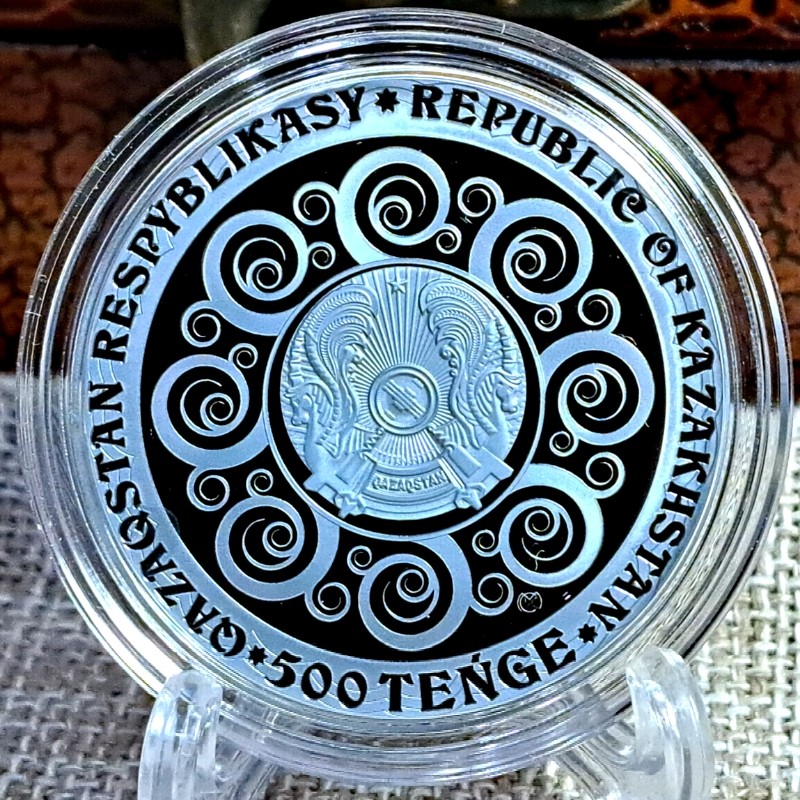 QAZAQSTAN RESPYBLIKASY * REPUBLIC OF KAZAKHSTAN *
500 TEŃGE *
QAZAQSTAN